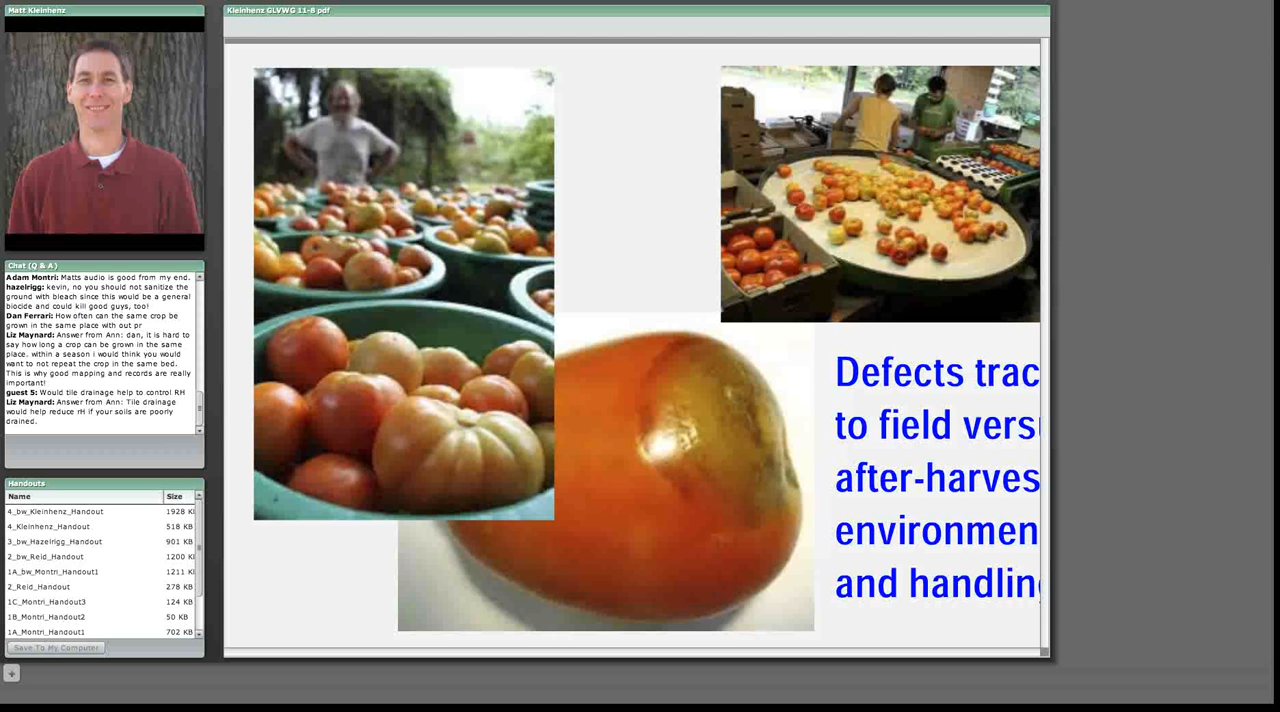 Matt Kleinhenz
Chat (Q & A)
Adam Montri: Matts audio is good from my end.
hazelrigg: kevin, no you should not sanitize the
ground with bleach since this would be a general
biocide and could kill good guys, too!
Dan Ferrari: How often can the same crop be
grown in the same place wtih out pr
Liz Maynard: Answer from Ann: dan, it is hard to
say how long a crop can be grown in the same
place. within a season i would think you would
want to not repeat the crop in the same bed.
This is why good mapping and records are really
important!
guest 5: Would tile drainage help to control RH
Liz Maynard: Answer from Ann: Tile drainage
would help reduce rH if your soils are poorly
drained.
Handouts
Name Size
4_bw_Kleinhenz_Handout 1928 K
4_Kleinhenz_Handout 518 KB
3_bw_Hazelrigg_Handout 901 KB
2_bw_Reid_Handout 1200 K
1A_bw_Montri_Handout1 1211 K
2_Reid_Handout 278 KB
1C_Montri_Handout3 124 KB
1B_Montri_Handout2 50 KB
1A_Montri_Handout1 702 KB
Save To My Computer
Kleinhenz GLVWG 11-8 pdf
Defects trac
to field vers
after-harves
environmen
and handlin